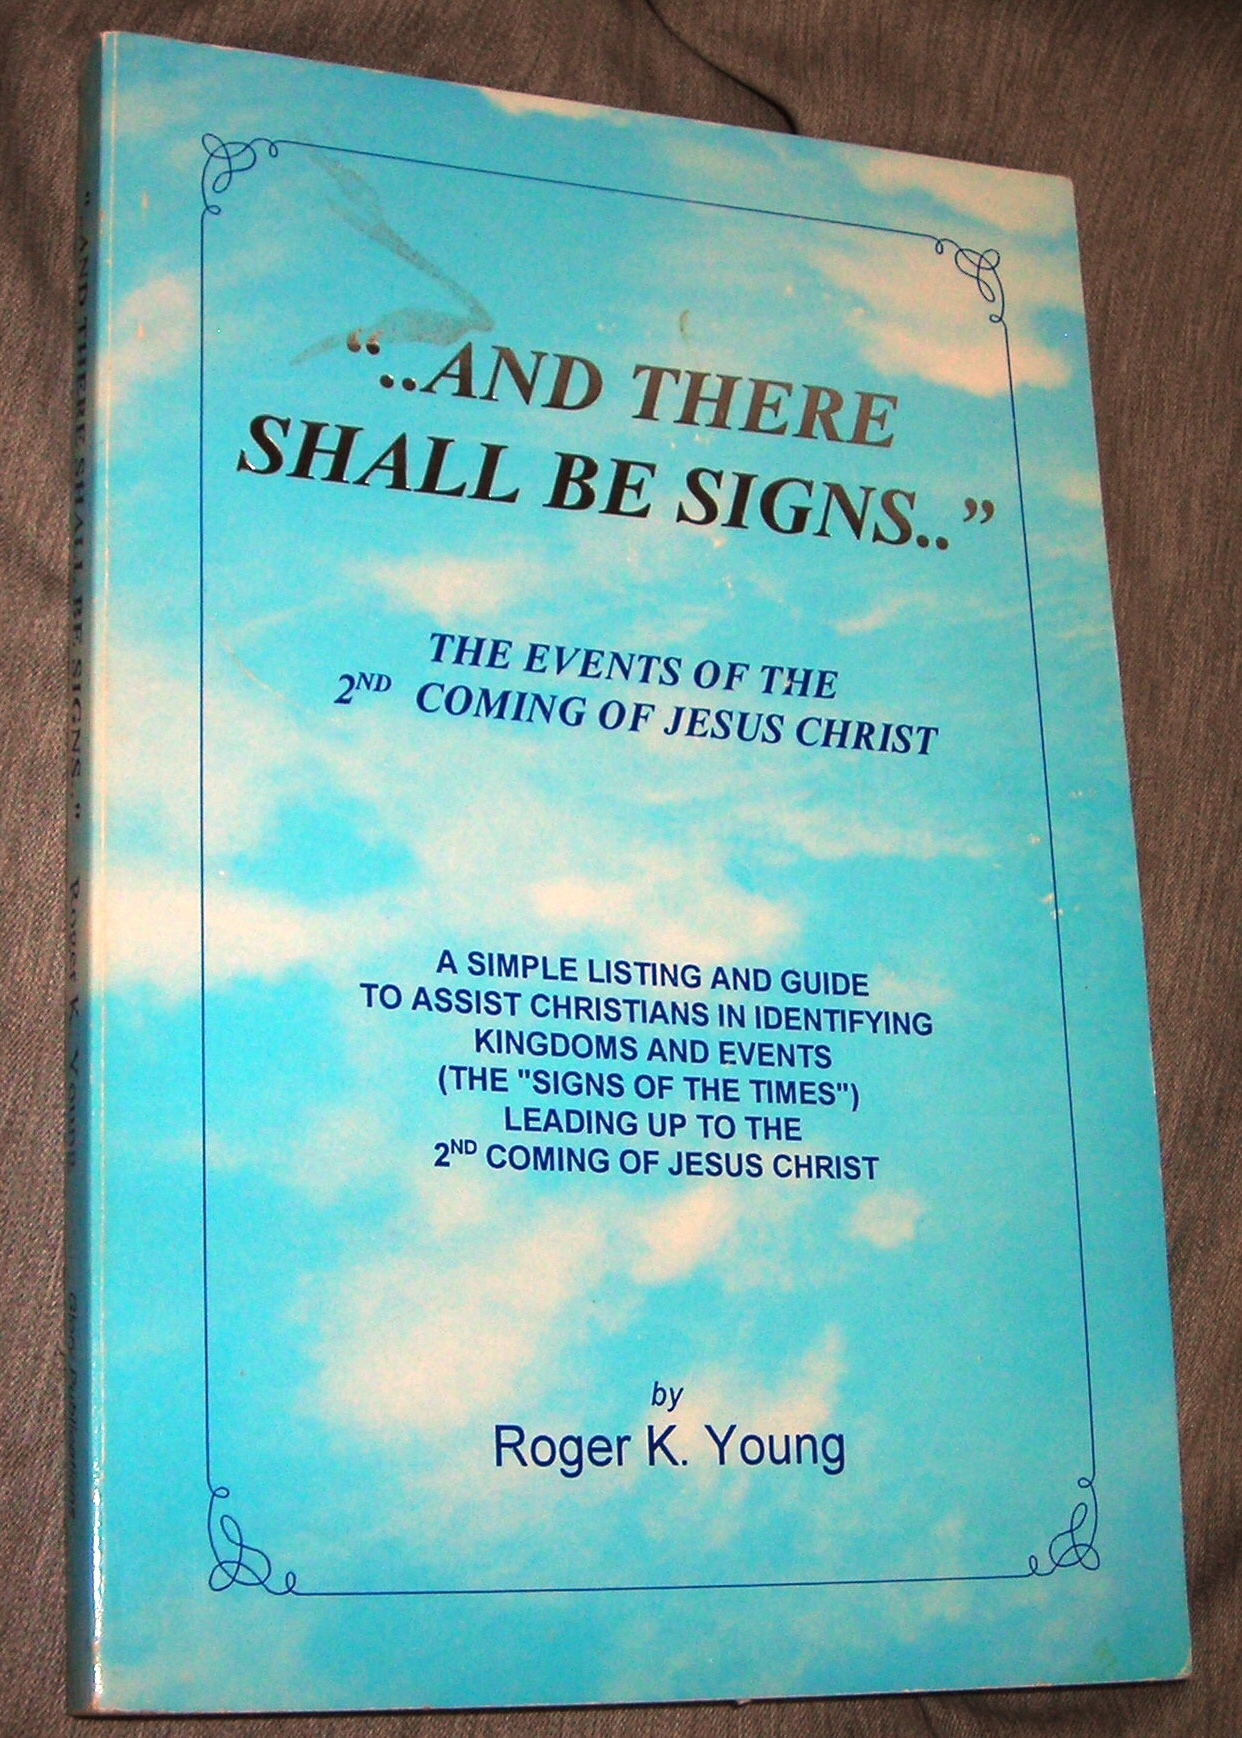 “..AND THERE
SHALL BE SIGNS..”
THE EVENTS OF THE
2ND COMING OF JESUS CHRIST
A SIMPLE LISTING AND GUIDE
TO ASSIST CHRISTIANS IN IDENTIFYING
KINGDOMS AND EVENTS
(THE "SIGNS OF THE TIMES")
LEADING UP TO THE
2ND COMING OF JESUS CHRIST
by
Roger K. Young
"..AND THERE SHALL BE SIGNS.." Roger K. Young